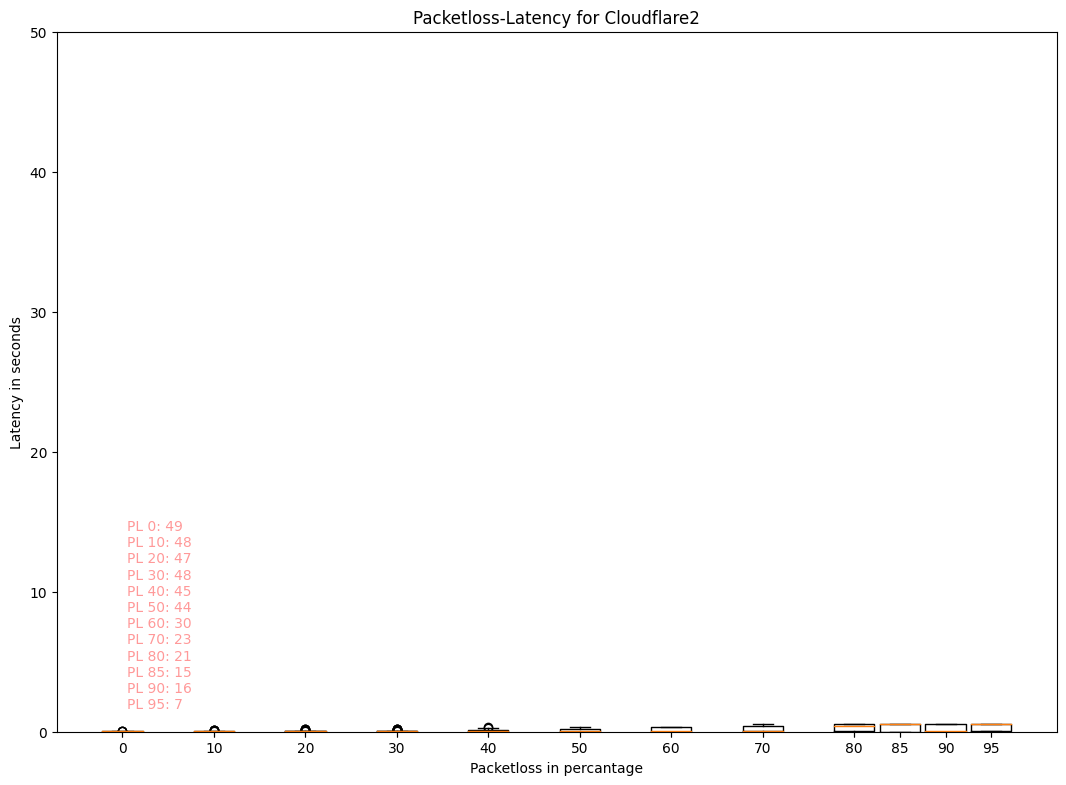 Packetloss-Latency for Cloudflare2
50
40
30
20
10
0
Latency in seconds
PL 0: 49
PL 10: 48
PL 20: 47
PL 30: 48
PL 40: 45
PL 50: 44
PL 60: 30
PL 70: 23
PL 80: 21
PL 85: 15
PL 90: 16
PL 95: 7
0 10 20 30 40 50 60 70 80 85 90 95
Packetloss in percantage